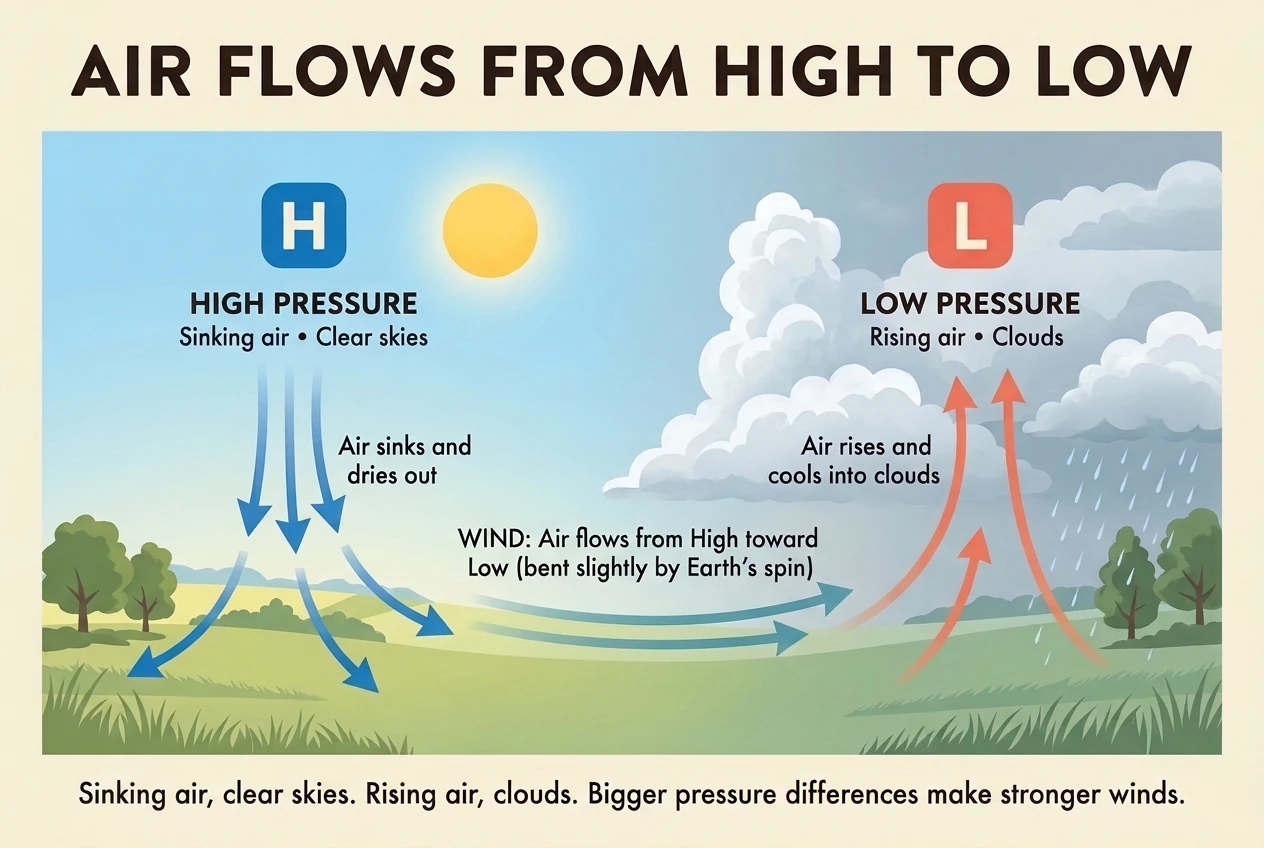 AIR FLOWS FROM HIGH TO LOW
H
HIGH PRESSURE
Sinking air • Clear skies
L
LOW PRESSURE
Rising air • Clouds
Air sinks and
dries out
Air rises and
cools into clouds
WIND: Air flows from High toward
Low (bent slightly by Earth's spin)
Sinking air, clear skies. Rising air, clouds. Bigger pressure differences make stronger winds.